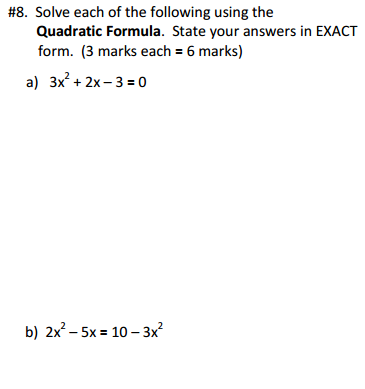 #8. Solve each of the following using the
Quadratic Formula. State your answers in EXACT
form. (3 marks each = 6 marks)
a) 3x² + 2x – 3 = 0
b) 2x² – 5x = 10 – 3x²